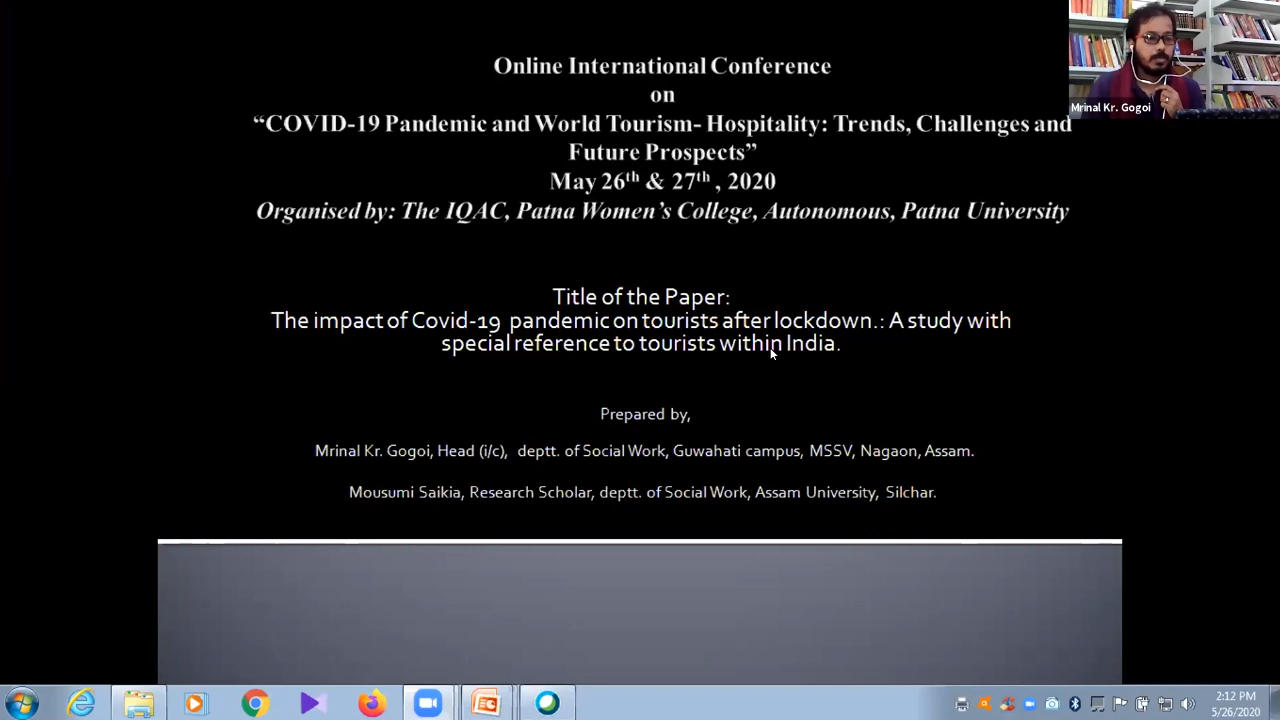 Online International Conference
on
“COVID-19 Pandemic and World Tourism- Hospitality: Trends, Challenges and
Future Prospects”
May 26th & 27th , 2020
Organised by: The IQAC, Patna Women’s College, Autonomous, Patna University
Mrinal Kr. Gogoi
Title of the Paper:
The impact of Covid-19 pandemic on tourists after lockdown.: A study with
special reference to tourists within India.
Prepared by,
Mrinal Kr. Gogoi, Head (i/c), deptt. of Social Work, Guwahati campus, MSSV, Nagaon, Assam.
Mousumi Saikia, Research Scholar, deptt. of Social Work, Assam University, Silchar.
2:12 PM
5/26/2020